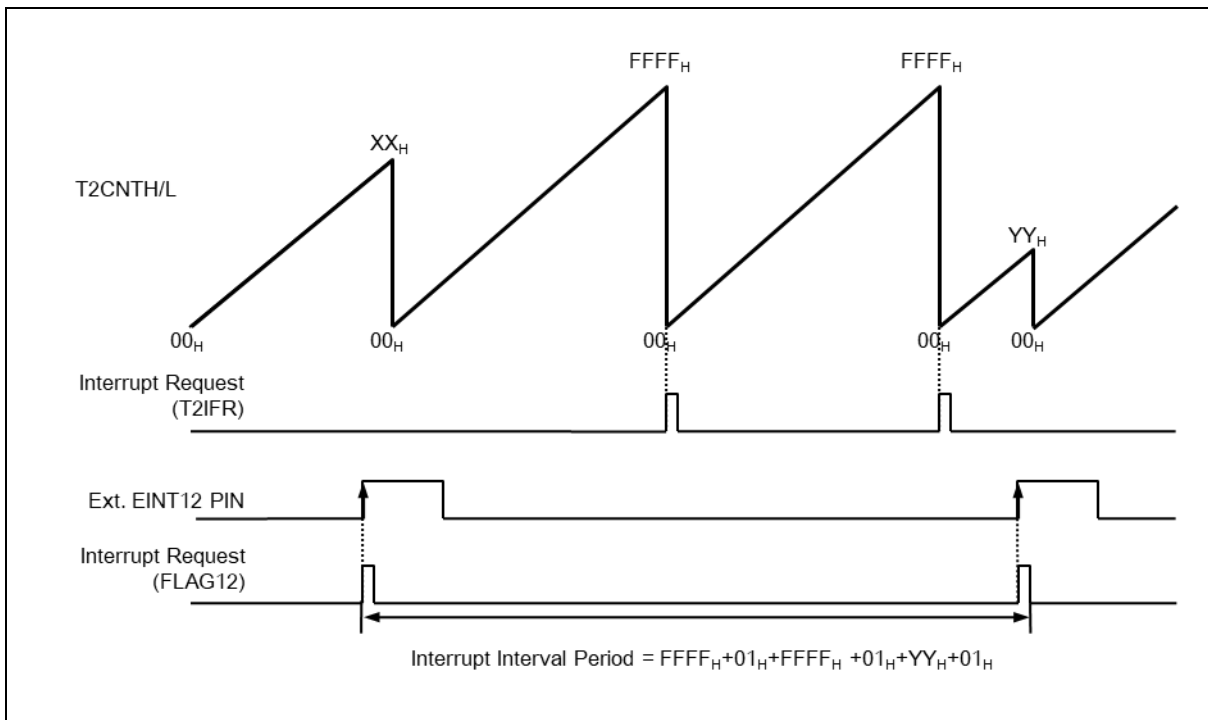 FFFFH FFFFH
XXH
T2CNTH/L
YYH
00H 00H 00H 00H 00H
Interrupt Request
(T2IFR)
Ext. EINT12 PIN
Interrupt Request
(FLAG12)
Interrupt Interval Period = FFFFH+01H+FFFFH +01H+YYH+01H